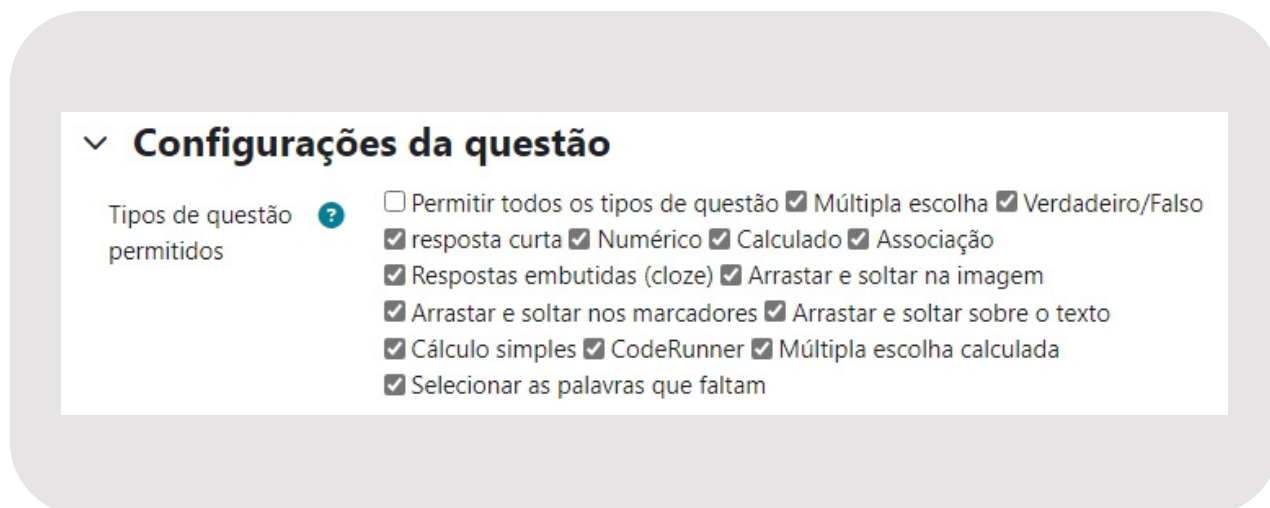 Configurações da questão
Tipos de questão permitidos
Permitir todos os tipos de questão Múltipla escolha Verdadeiro/Falso
resposta curta Numérico Calculado Associação
Respostas embutidas (cloze) Arrastar e soltar na imagem
Arrastar e soltar nos marcadores Arrastar e soltar sobre o texto
Cálculo simples CodeRunner Múltipla escolha calculada
Selecionar as palavras que faltam